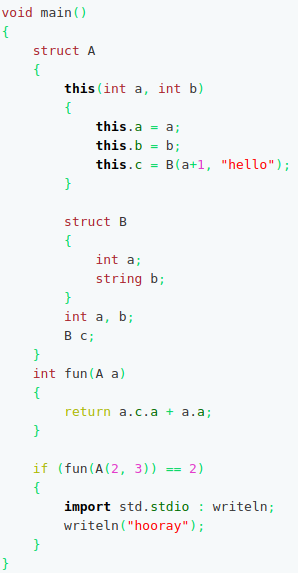 void main()
{
    struct A
    {
        this(int a, int b)
        {
            this.a = a;
            this.b = b;
            this.c = B(a+1, "hello");
        }

        struct B
        {
            int a;
            string b;
        }
        int a, b;
        B c;
    }
    int fun(A a)
    {
        return a.c.a + a.a;
    }

    if (fun(A(2, 3)) == 2)
    {
        import std.stdio : writeln;
        writeln("hooray");
    }
}